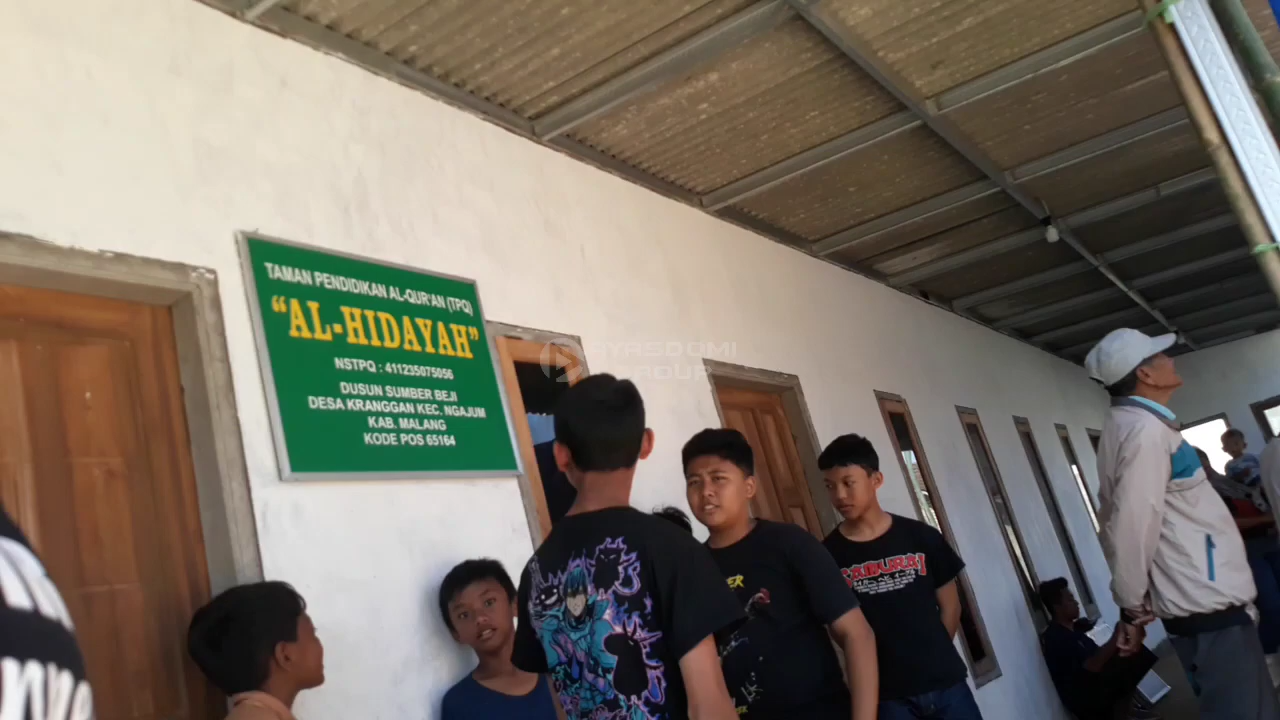 TAMAN PENDIDIKAN AL-QUR'AN (TPQ)
"AL-HIDAYAH"
NSTPQ : 411235075056
DUSUN SUMBER BEJI
DESA KRANGGAN KEC. NGAJUM
KAB. MALANG
KODE POS 65164
SAMURAI